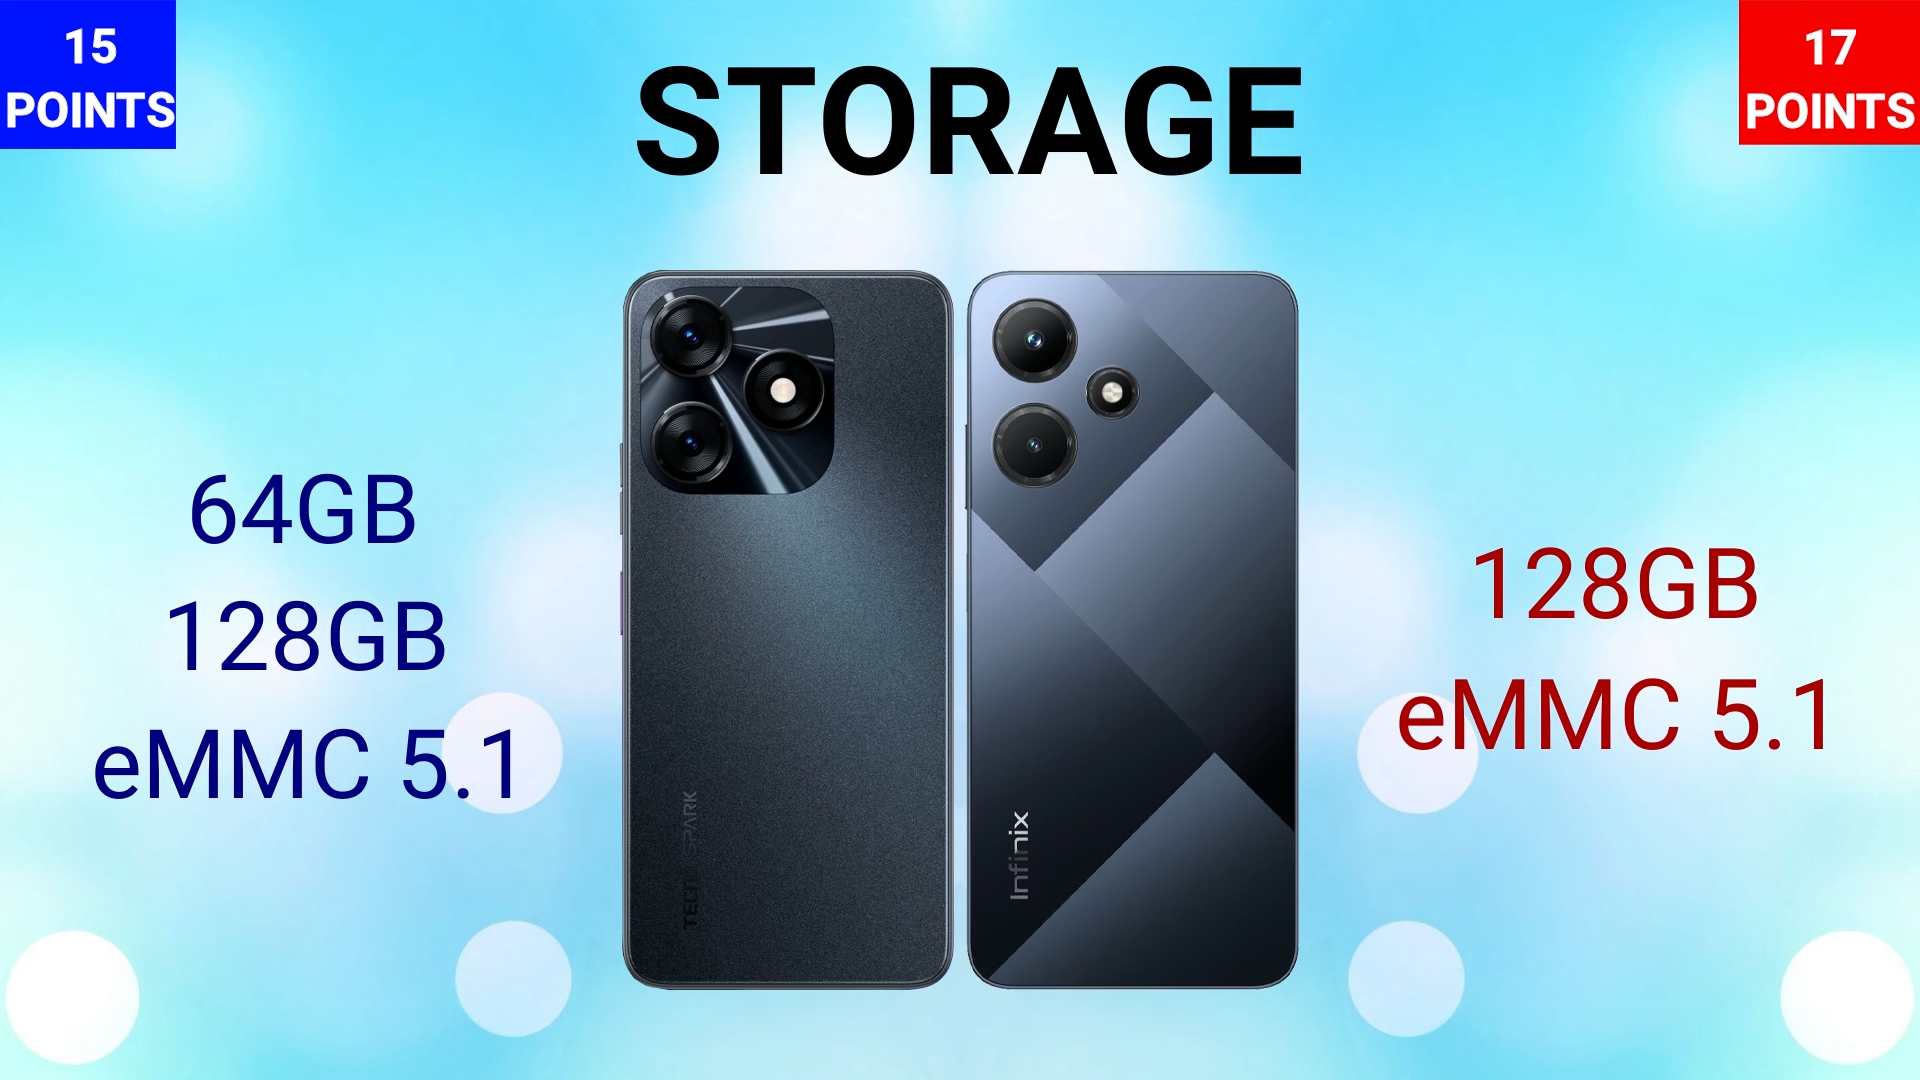 15
POINTS
STORAGE
17
POINTS
64GB
128GB
eMMC 5.1
128GB
eMMC 5.1
SPARK
Infinix